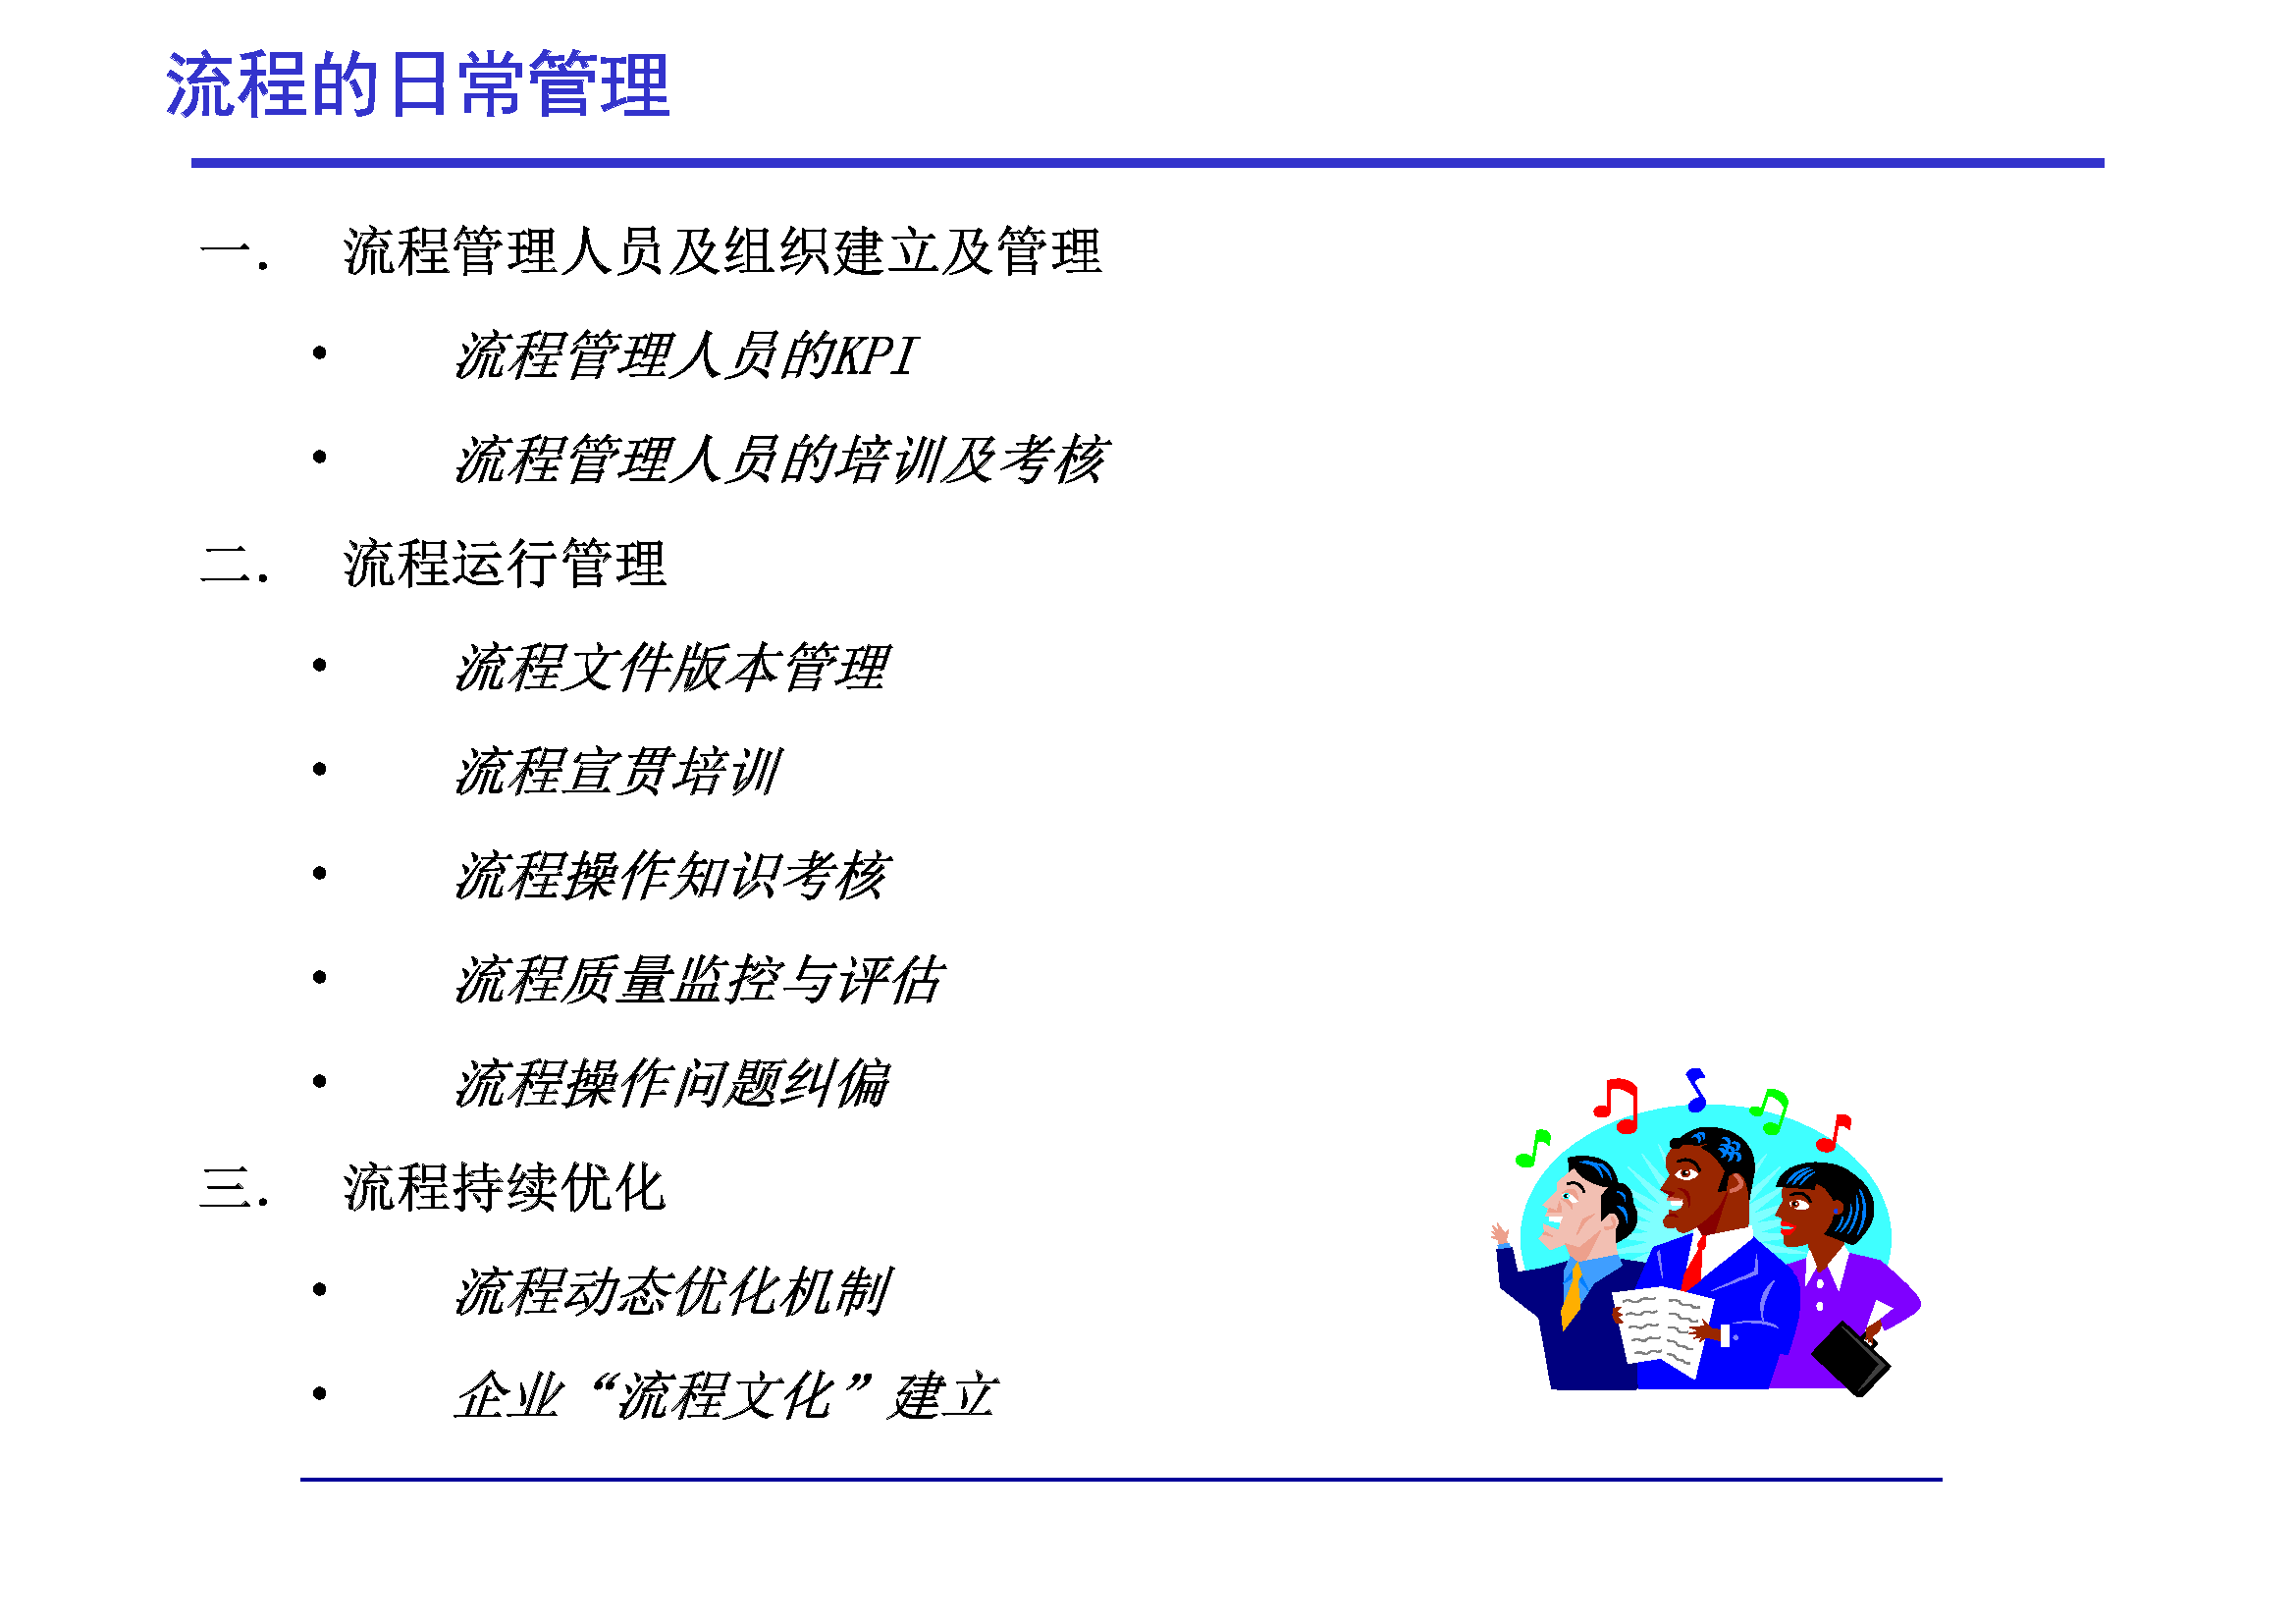 流程的日常管理
一. 流程管理人员及组织建立及管理
• 流程管理人员的KPI
• 流程管理人员的培训及考核
二. 流程运行管理
• 流程文件版本管理
• 流程宣贯培训
• 流程操作知识考核
• 流程质量监控与评估
• 流程操作问题纠偏
三. 流程持续优化
• 流程动态优化机制
• 企业“流程文化”建立